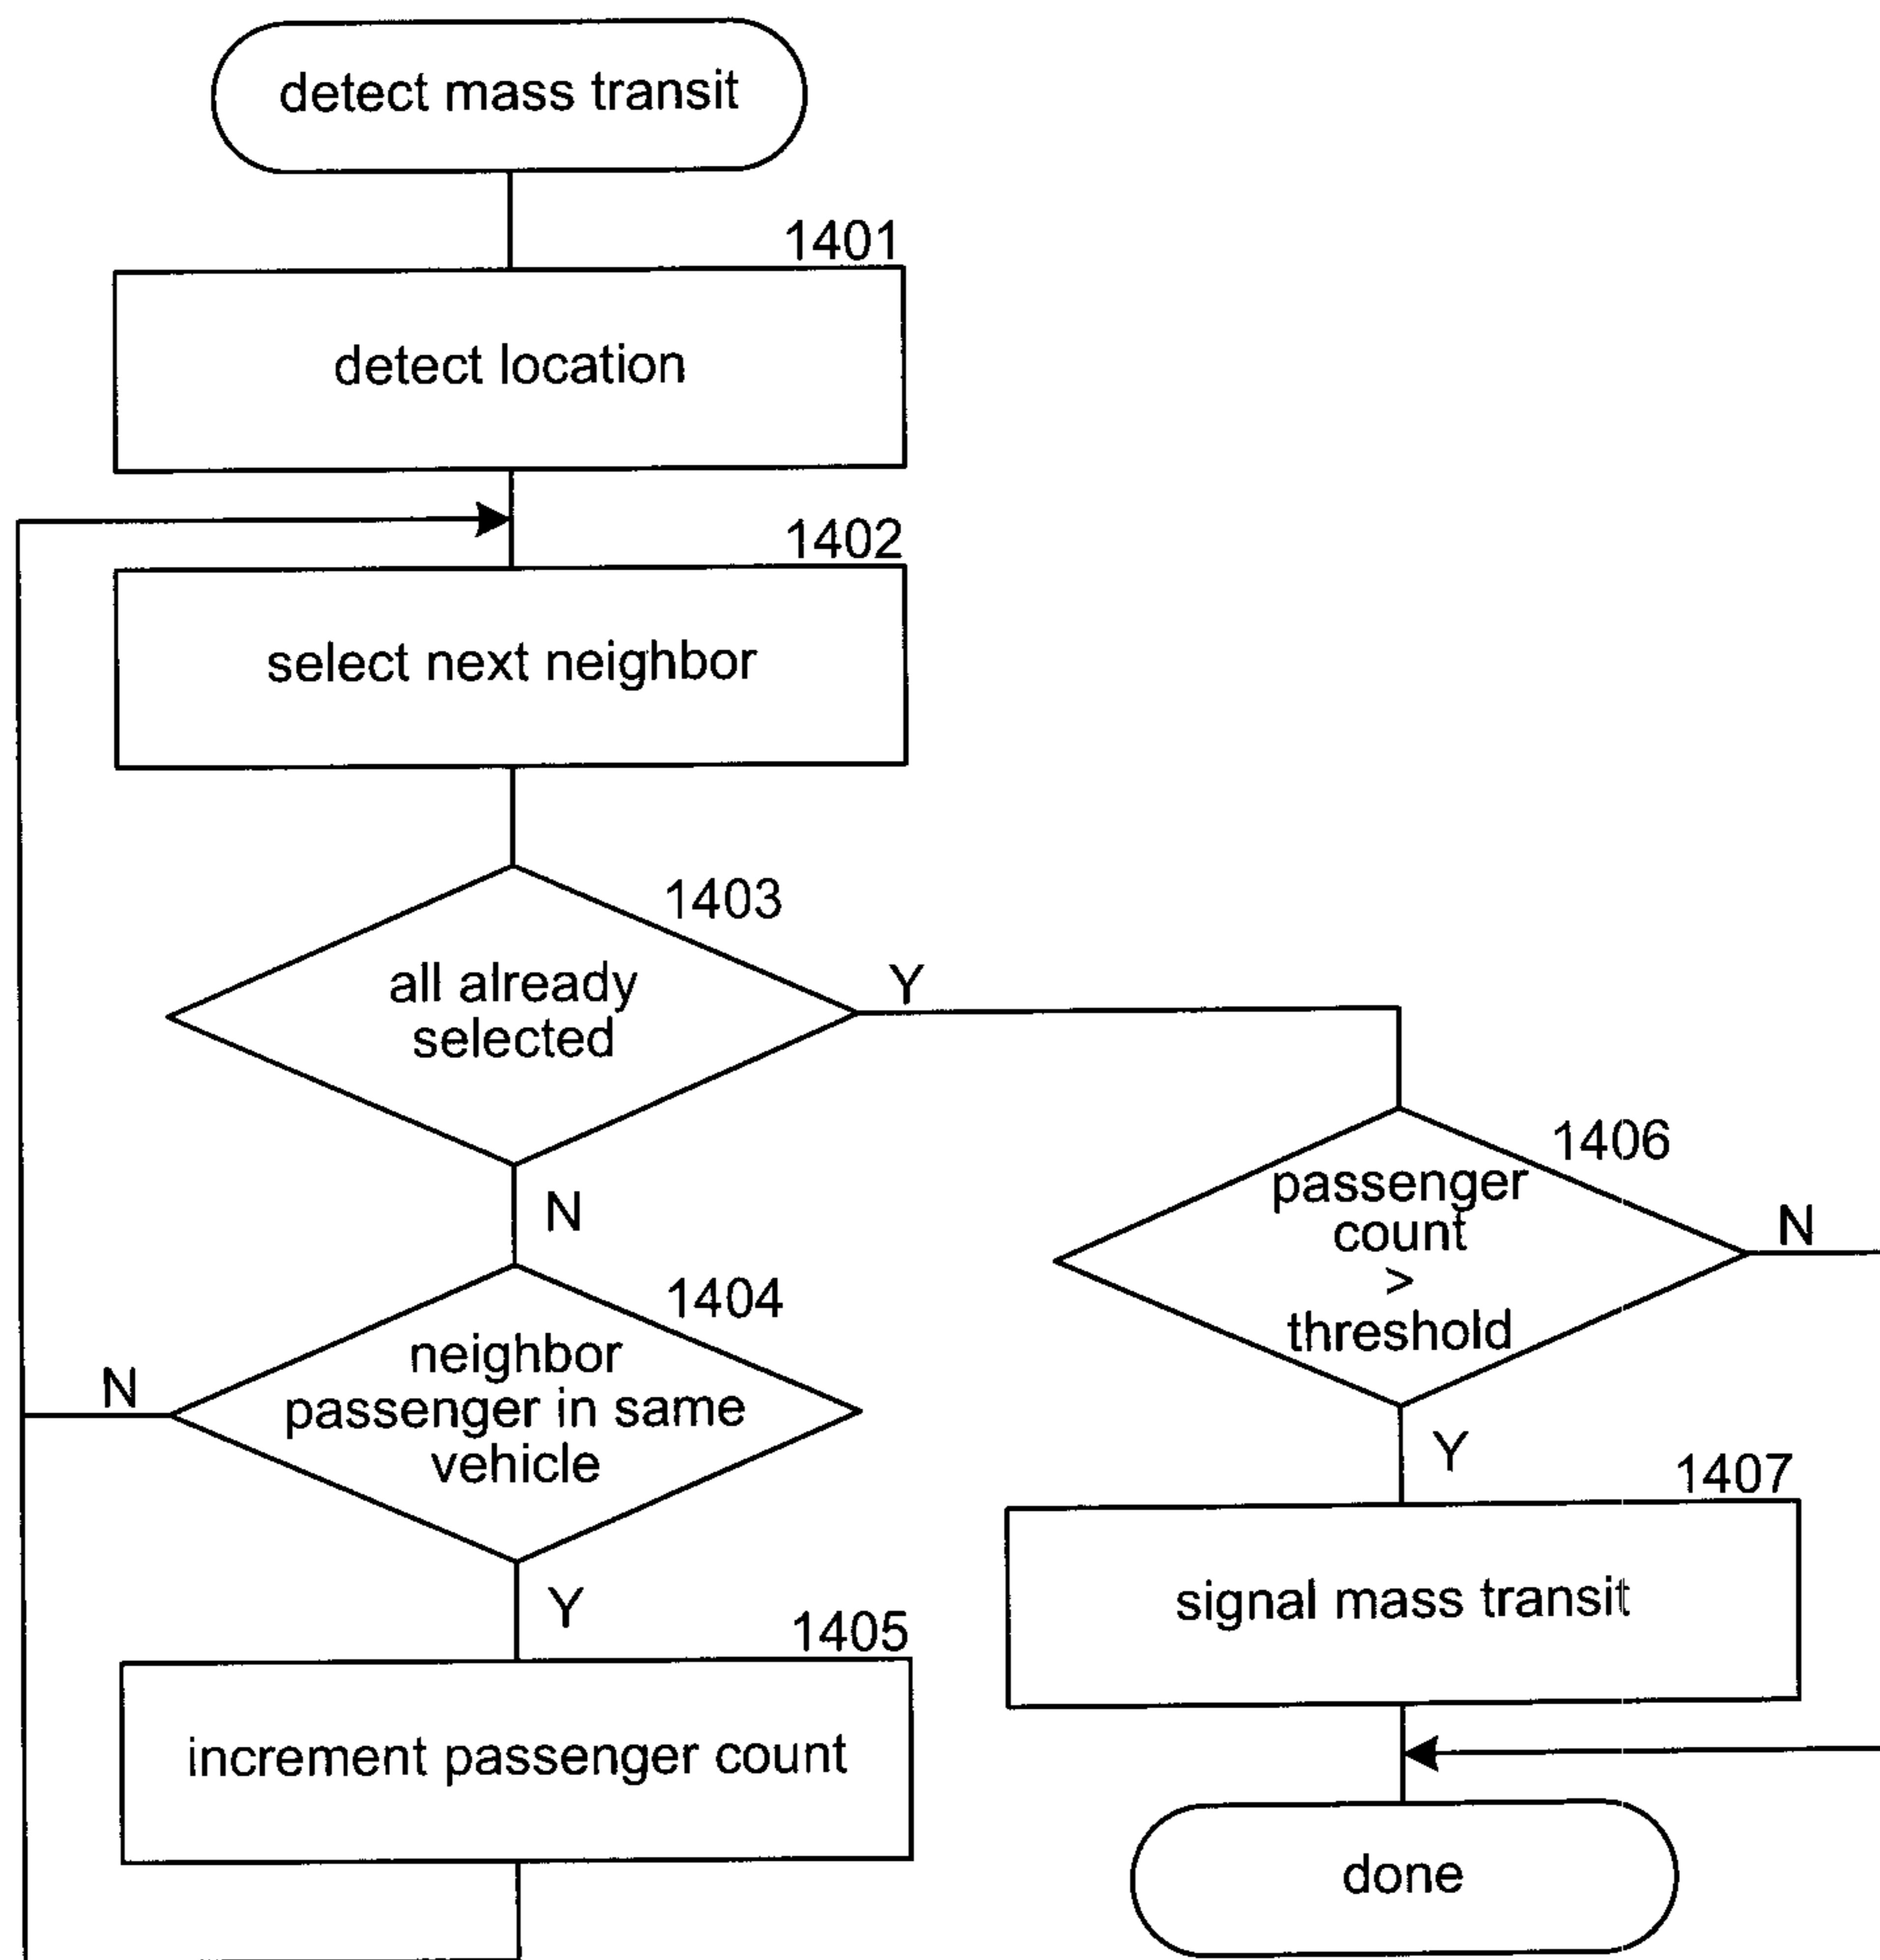 detect mass transit
1401
detect location
1402
select next neighbor
1403
all already
selected
Y
N
1404
neighbor
passenger in same
vehicle
N
Y
1405
increment passenger count
1406
passenger
count
>
threshold
N
Y
1407
signal mass transit
done